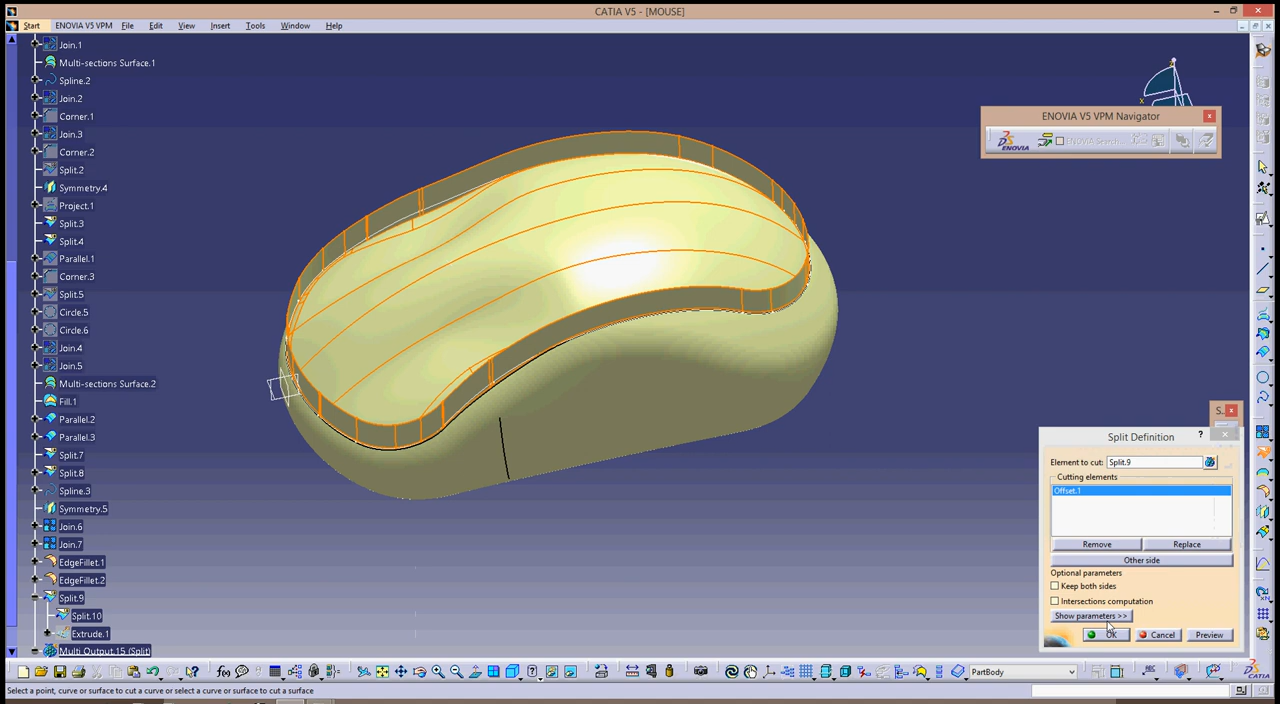 CATIA V5 - [MOUSE]
Start ENOVIA V5 VPM File Edit Insert View Tools Window Help
Join.1
Multi-sections Surface.1
Spline.2
Join.2
Corner.1
Join.3
Corner.2
Split.2
Symmetry.4
Project.1
Split.3
Split.4
Parallel.1
Corner.3
Split.5
Circle.5
Circle.6
Join.4
Join.5
Multi-sections Surface.2
Fill.1
Parallel.2
Parallel.3
Split.7
Split.8
Spline.3
Symmetry.5
Join.6
Join.7
EdgeFillet.1
EdgeFillet.2
Split.9
Split.10
Extrude.1
Multi Output.15 (Split)
x
ENOVIA V5 VPM Navigator
ENOVIA
ENOVIA Search...
S..
Split Definition
?
Element to cut: Split.9
Cutting elements
Offset.1
Remove Replace
Other side
Optional parameters
Keep both sides
Intersections computation
Show parameters >>
OK Cancel Preview
PartBody
CATIA
Select a point, curve or surface to cut a curve or select a curve or surface to cut a surface